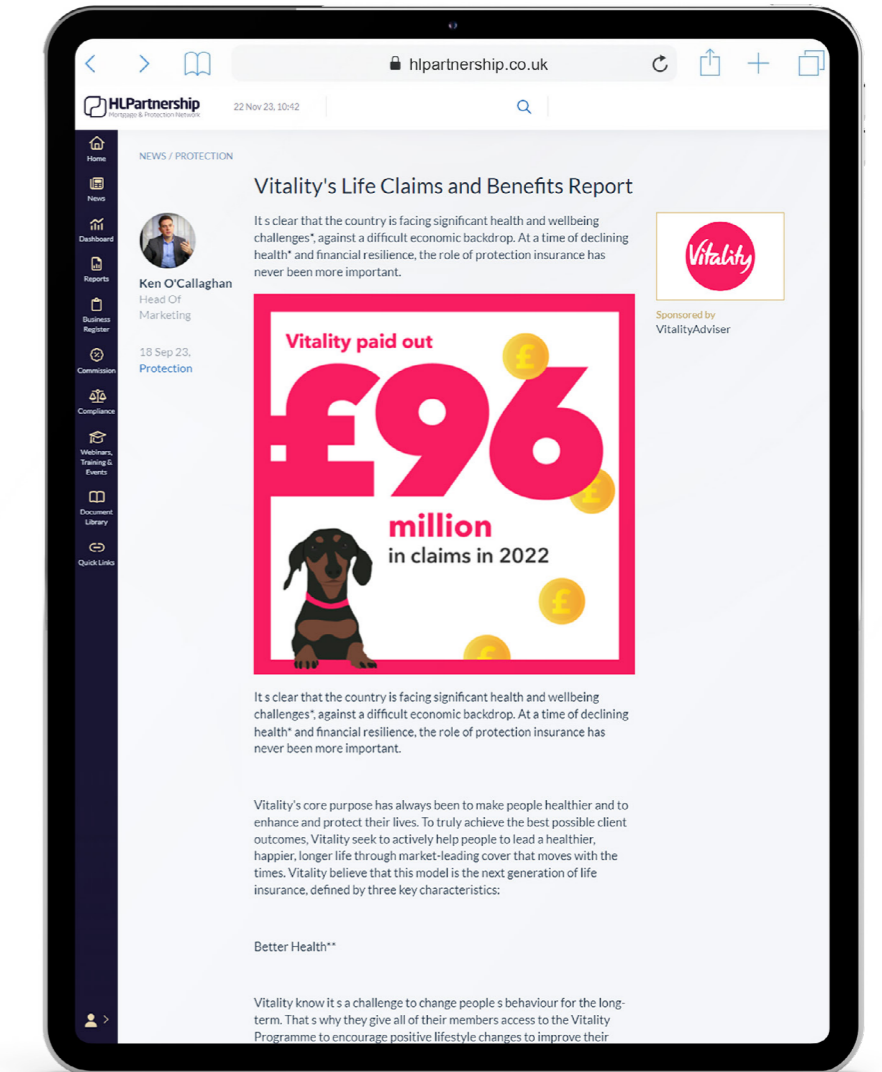 hlpartnership.co.uk
HLPartnership
Mortgage & Protection Network
22 Nov 23, 10:42
Home
News
Dashboard
Reports
Business
Register
Commission
Compliance
Webinars,
Training &
Events
Document
Library
Quick Links
NEWS / PROTECTION
Vitality's Life Claims and Benefits Report
Ken O'Callaghan
Head Of
Marketing
18 Sep 23,
Protection
It s clear that the country is facing significant health and wellbeing
challenges*, against a difficult economic backdrop. At a time of declining
health* and financial resilience, the role of protection insurance has
never been more important.
Vitality
Sponsored by
VitalityAdviser
Vitality paid out
£96
million
in claims in 2022
£
£
£
£
It s clear that the country is facing significant health and wellbeing
challenges*, against a difficult economic backdrop. At a time of declining
health* and financial resilience, the role of protection insurance has
never been more important.
Vitality's core purpose has always been to make people healthier and to
enhance and protect their lives. To truly achieve the best possible client
outcomes, Vitality seek to actively help people to lead a healthier,
happier, longer life through market-leading cover that moves with the
times. Vitality believe that this model is the next generation of life
insurance, defined by three key characteristics:
Better Health**
Vitality know it s a challenge to change people s behaviour for the long-
term. That s why they give all of their members access to the Vitality
Programme to encourage positive lifestyle changes to improve their